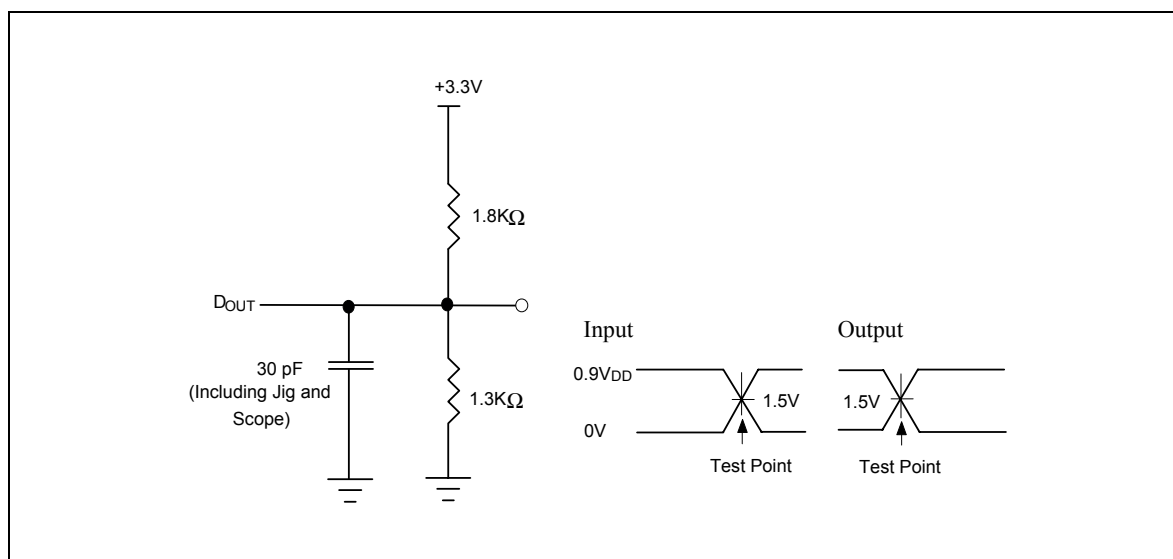 +3.3V
1.8KΩ
DOUT
30 pF
(Including Jig and
Scope)
1.3KΩ
Input
Output
0.9VDD
1.5V
1.5V
0V
Test Point
Test Point